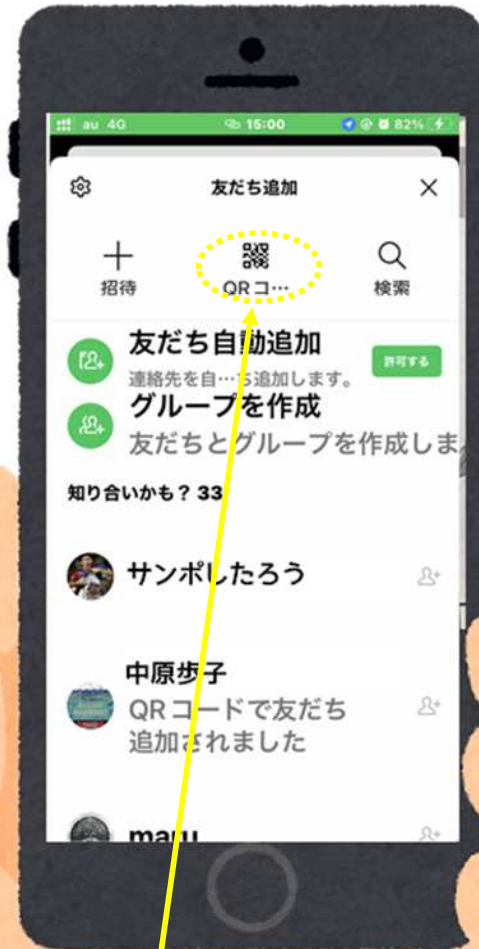 au 4G 15:00 82%
友だち追加
招待 QRコ… 検索
友だち自動追加
許可する
連絡先を自…ち追加します。
グループを作成
友だちとグループを作成しま
知り合いかも? 33
サンポしたろう
中原歩子
QRコードで友だち
追加されました
maru